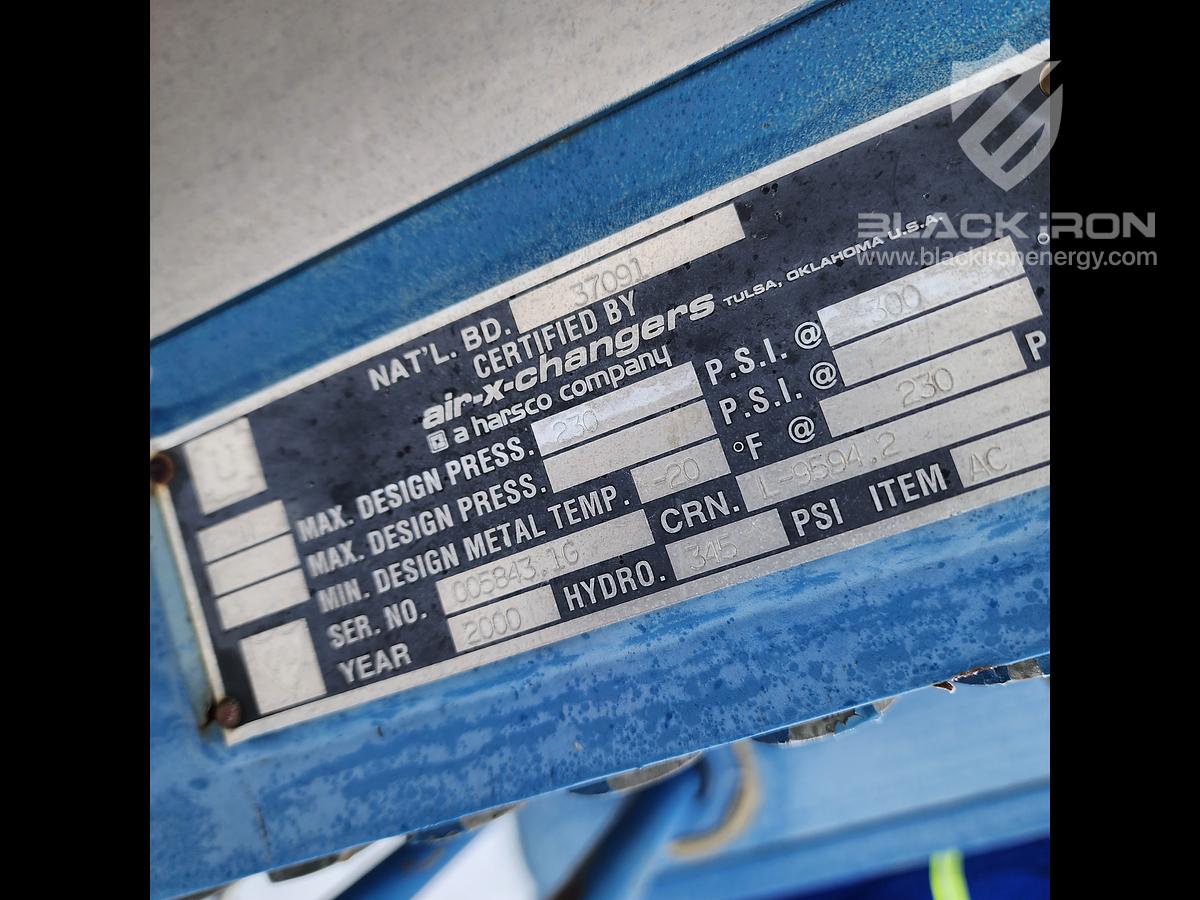 BLACK iRON
www.blackironenergy.com
NAT'L. BD. 37091
CERTIFIED BY
air-x-changers TULSA, OKLAHOMA U.S.A.
a harsco company
U
MAX. DESIGN PRESS. 230 P.S.I. @ 300
MAX. DESIGN PRESS. P.S.I. @
MIN. DESIGN METAL TEMP. -20 °F @ 230 P
SER. NO. 005843.1G CRN. L-9594.2
YEAR 2000 HYDRO. 345 PSI ITEM AC